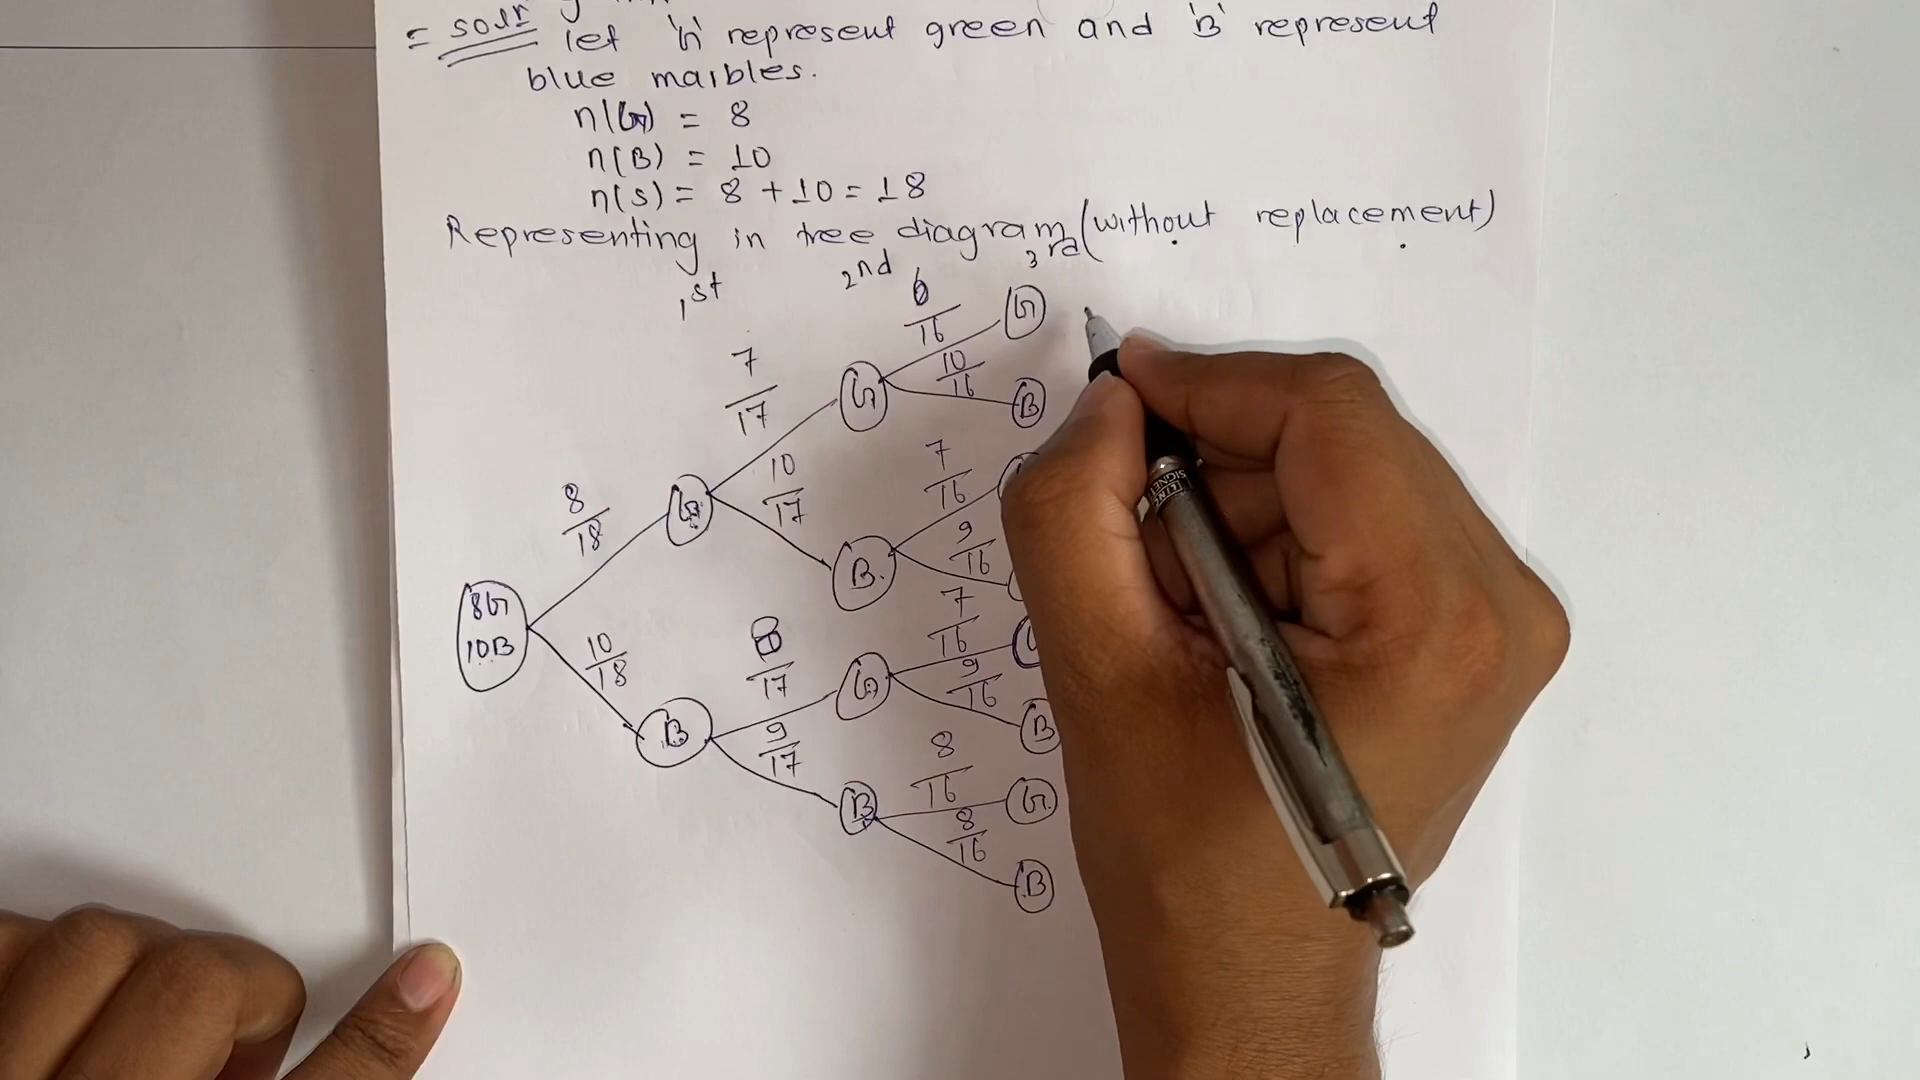 = soln
let 'G' represent green and 'B' represent
blue marbles.
n(G) = 8
n(B) = 10
n(S) = 8 + 10 = 18
Representing in tree diagram (without replacement)
1st 2nd 3rd
6/16 G
7/17 G 10/16 B
8/18 G 10/17 B 7/16
9/16
8G
10B
10/18 B 8/17 G 7/16
9/16 B
9/17 B 8/16 G
8/16 B
LINC
SIGNET